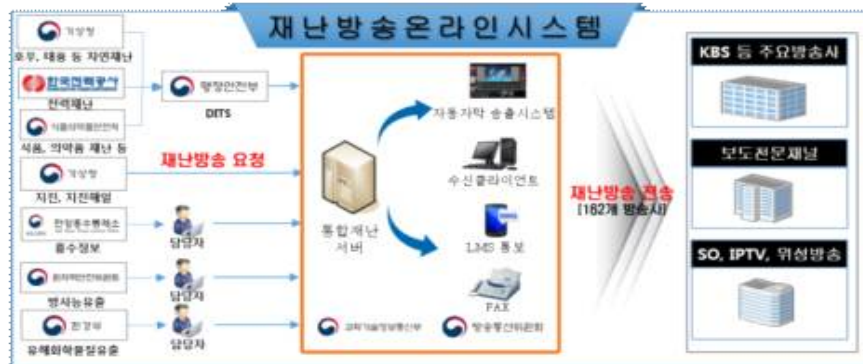 재난방송온라인시스템
기상청
호우, 태풍 등 자연재난
한국전력공사
전력재난
식품의약품안전처
식품, 의약품 재난 등
행정안전부
DITS
재난방송 요청
기상청
지진, 지진해일
한강홍수통제소
홍수정보
담당자
원자력안전위원회
방사능유출
담당자
환경부
유해화학물질유출
담당자
통합재난
서버
자동자막 송출시스템
수신클라이언트
LMS 통보
FAX
과학기술정보통신부
방송통신위원회
재난방송 전송
[162개 방송사]
KBS 등 주요방송사
보도전문채널
SO, IPTV, 위성방송